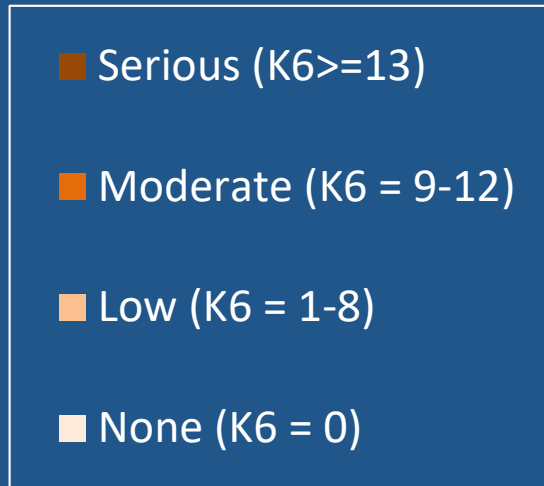 Serious (K6>=13)
Moderate (K6 = 9-12)
Low (K6 = 1-8)
None (K6 = 0)